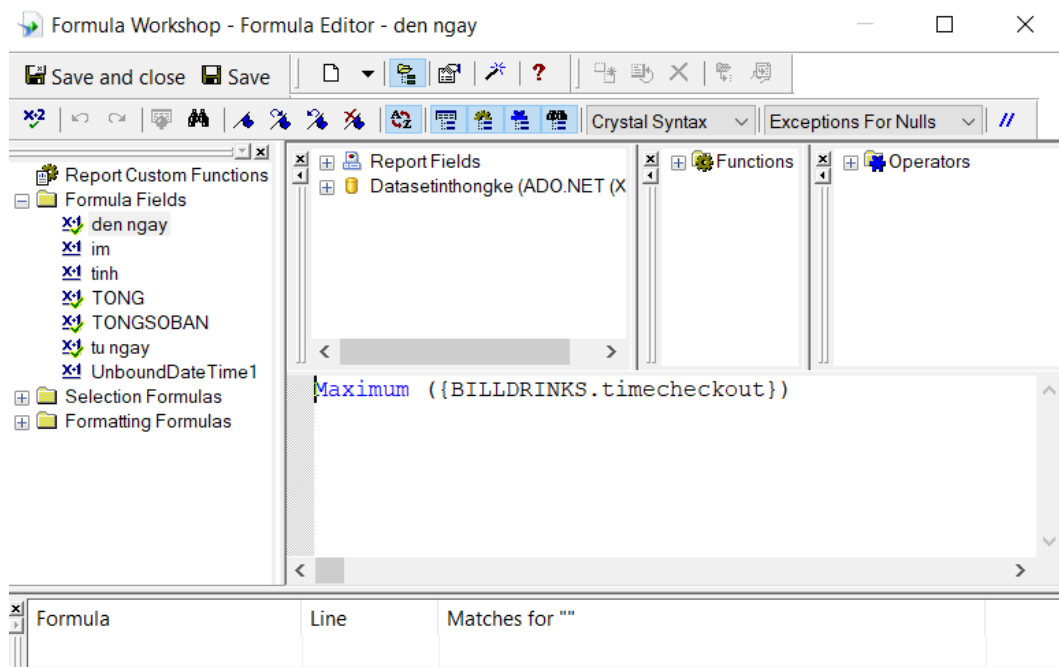 Formula Workshop - Formula Editor - den ngay
Save and close Save
Crystal Syntax Exceptions For Nulls //
Report Custom Functions
Formula Fields
den ngay
im
tinh
TONG
TONGSOBAN
tu ngay
UnboundDateTime1
Selection Formulas
Formatting Formulas
Report Fields
Datasetinthongke (ADO.NET (X
Functions
Operators
Maximum ({BILLDRINKS.timecheckout})
Formula Line Matches for ""